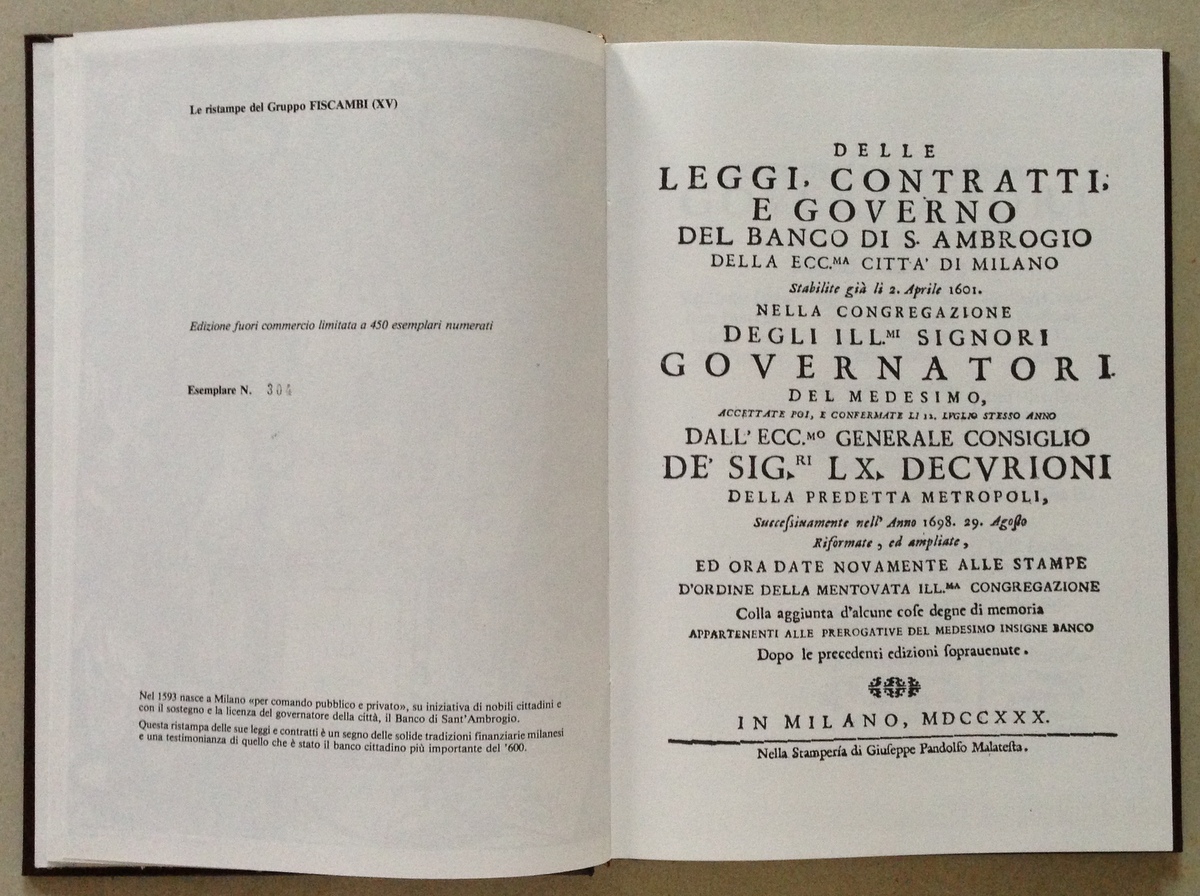 Le ristampe del Gruppo FISCAMBI (XV)
Edizione fuori commercio limitata a 450 esemplari numerati
Esemplare N. 304
Nel 1593 nasce a Milano «per comando pubblico e privato», su iniziativa di nobili cittadini e
con il sostegno e la licenza del governatore della città, il Banco di Sant'Ambrogio.
Questa ristampa delle sue leggi e contratti è un segno delle solide tradizioni finanziarie milanesi
e una testimonianza di quello che è stato il banco cittadino più importante del '600.
DELLE
LEGGI, CONTRATTI,
E GOVERNO
DEL BANCO DI S. AMBROGIO
DELLA ECC.MA CITTA' DI MILANO
Stabilite già li 2. Aprile 1601.
NELLA CONGREGAZIONE
DEGLI ILL.MI SIGNORI
GOVERNATORI.
DEL MEDESIMO,
ACCETTATE POI, E CONFERMATE LI 12. LVGLIO STESSO ANNO
DALL' ECC.MO GENERALE CONSIGLIO
DE' SIG.RI LX. DECVRIONI
DELLA PREDETTA METROPOLI,
Succeſſiuamente nell' Anno 1698. 29. Agoſto
Riformate, ed ampliate,
ED ORA DATE NOVAMENTE ALLE STAMPE
D'ORDINE DELLA MENTOVATA ILL.MA CONGREGAZIONE
Colla aggiunta d'alcune coſe degne di memoria
APPARTENENTI ALLE PREROGATIVE DEL MEDESIMO INSIGNE BANCO
Dopo le precedenti edizioni ſoprauenute.
IN MILANO, MDCCXXX.
Nella Stampería di Giuſeppe Pandolfo Malateſta.